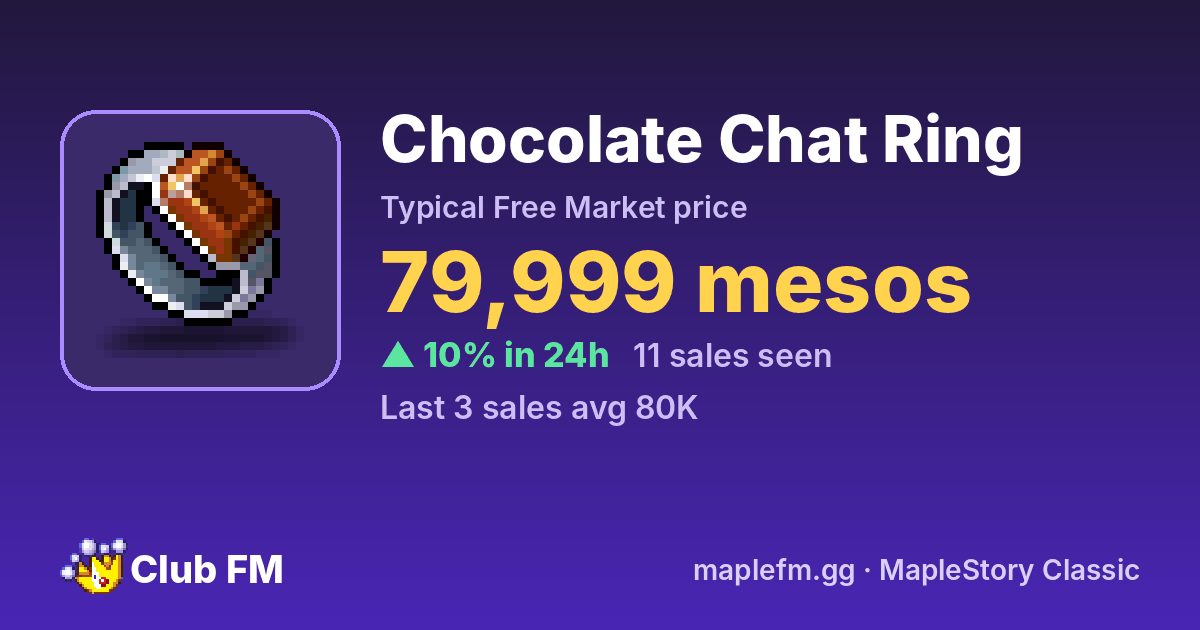 Chocolate Chat Ring
Typical Free Market price
79,999 mesos
▲ 10% in 24h 11 sales seen
Last 3 sales avg 80K
Club FM
maplefm.gg · MapleStory Classic